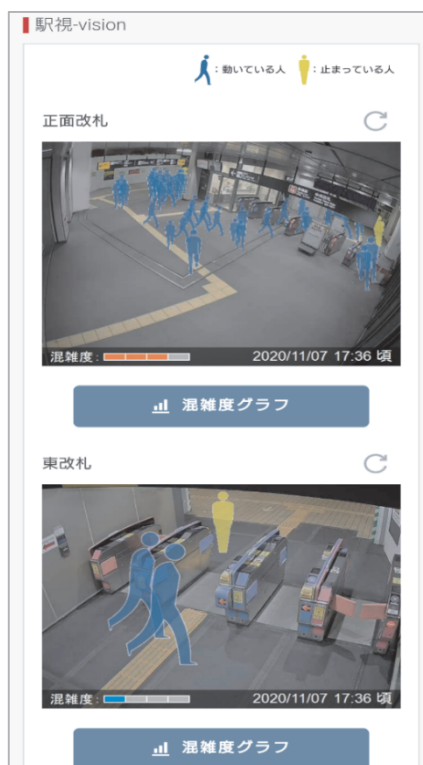 駅視-vision
：動いている人 ：止まっている人
正面改札
混雑度： 2020/11/07 17:36 頃
混雑度グラフ
東改札
混雑度： 2020/11/07 17:36 頃
混雑度グラフ